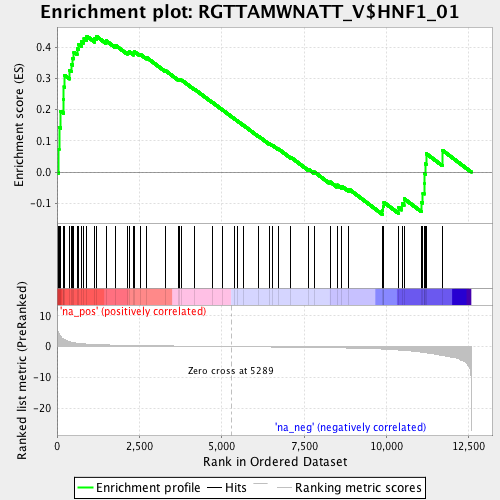 Enrichment plot: RGTTAMWNATT_V$HNF1_01
Enrichment score (ES)
0.4
0.3
0.2
0.1
0.0
-0.1
'na_pos' (positively correlated)
Ranked list metric (PreRanked)
10
5
0
-5
-10
-15
-20
Zero cross at 5289
'na_neg' (negatively correlated)
0
2,500
5,000
7,500
10,000
12,500
Rank in Ordered Dataset
Enrichment profile
Hits
Ranking metric scores